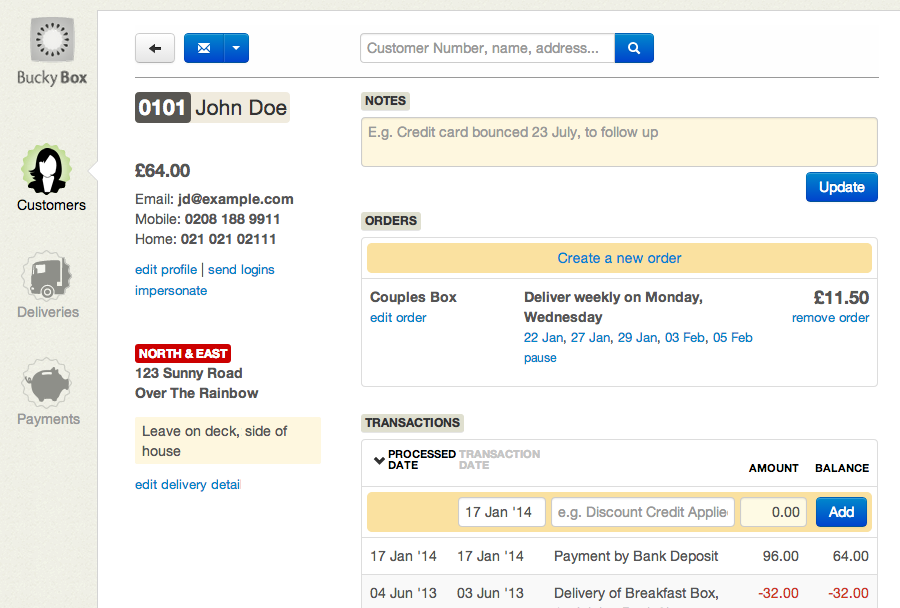 Bucky Box
Customers
Deliveries
Payments
Customer Number, name, address...
0101 John Doe
£64.00
Email: jd@example.com
Mobile: 0208 188 9911
Home: 021 021 02111
edit profile | send logins
impersonate
NORTH & EAST
123 Sunny Road
Over The Rainbow
Leave on deck, side of
house
edit delivery detail
NOTES
E.g. Credit card bounced 23 July, to follow up
Update
ORDERS
Create a new order
Couples Box
edit order
Deliver weekly on Monday,
Wednesday
22 Jan, 27 Jan, 29 Jan, 03 Feb, 05 Feb
pause
£11.50
remove order
TRANSACTIONS
PROCESSED DATE TRANSACTION DATE AMOUNT BALANCE
17 Jan '14 e.g. Discount Credit Applie 0.00 Add
17 Jan '14 17 Jan '14 Payment by Bank Deposit 96.00 64.00
04 Jun '13 03 Jun '13 Delivery of Breakfast Box, -32.00 -32.00